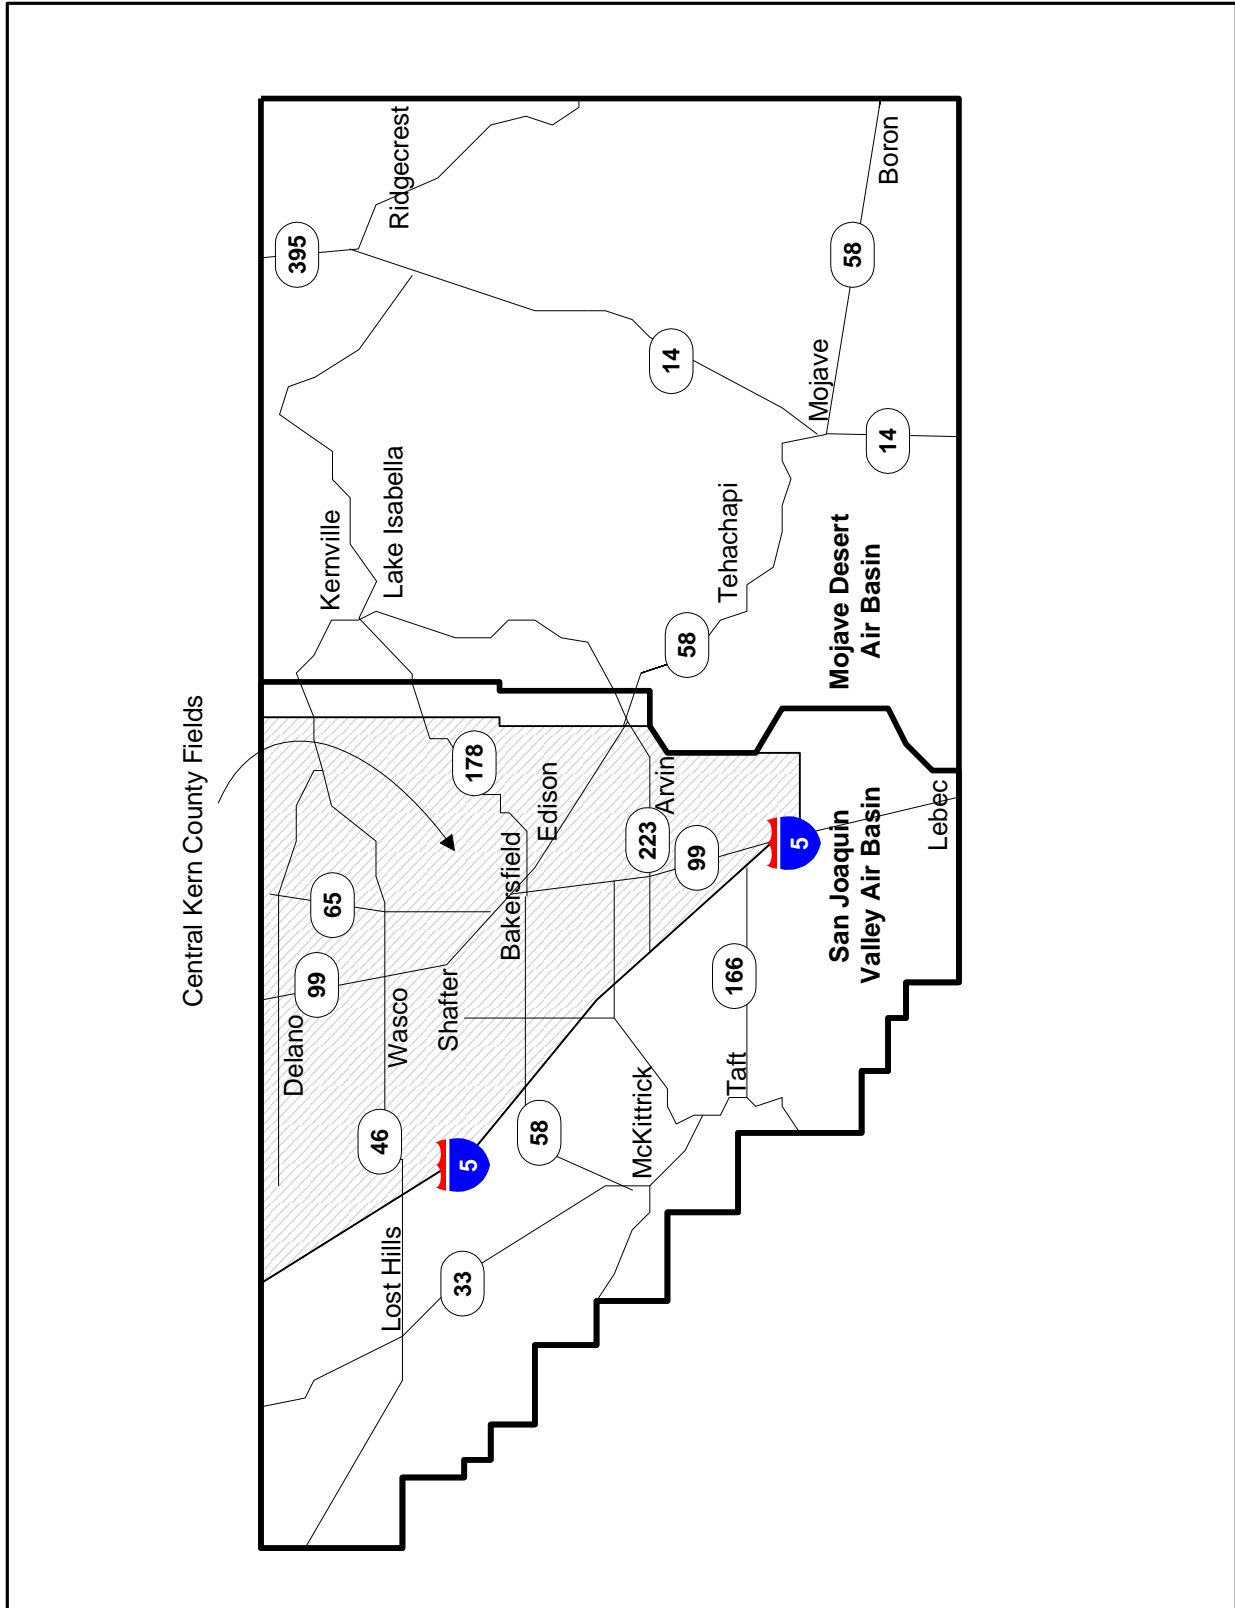 Central Kern County Fields
Delano
99
65
Kernville
395
Wasco
46
Lost Hills
Lake Isabella
Ridgecrest
Shafter
5
33
178
Bakersfield
Edison
58
McKittrick
223
Arvin
99
58
14
Taft
166
Tehachapi
5
Mojave
San Joaquin
Valley Air Basin
Mojave Desert
Air Basin
58
14
Boron
Lebec